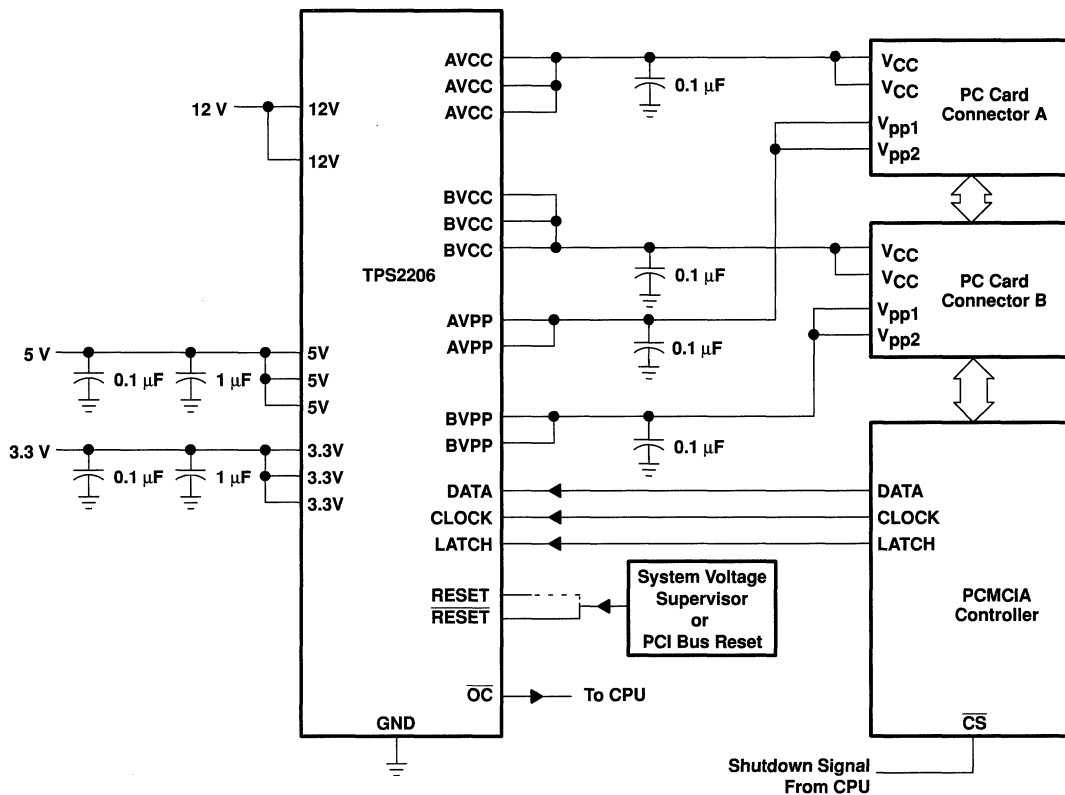 12 V
12V
12V
5 V
0.1 µF
1 µF
5V
5V
5V
3.3 V
0.1 µF
1 µF
3.3V
3.3V
3.3V
TPS2206
GND
AVCC
AVCC
AVCC
BVCC
BVCC
BVCC
AVPP
AVPP
BVPP
BVPP
DATA
CLOCK
LATCH
RESET
RESET
OC
0.1 µF
0.1 µF
0.1 µF
0.1 µF
System Voltage
Supervisor
or
PCI Bus Reset
To CPU
VCC
VCC
Vpp1
Vpp2
PC Card
Connector A
VCC
VCC
Vpp1
Vpp2
PC Card
Connector B
DATA
CLOCK
LATCH
PCMCIA
Controller
CS
Shutdown Signal
From CPU